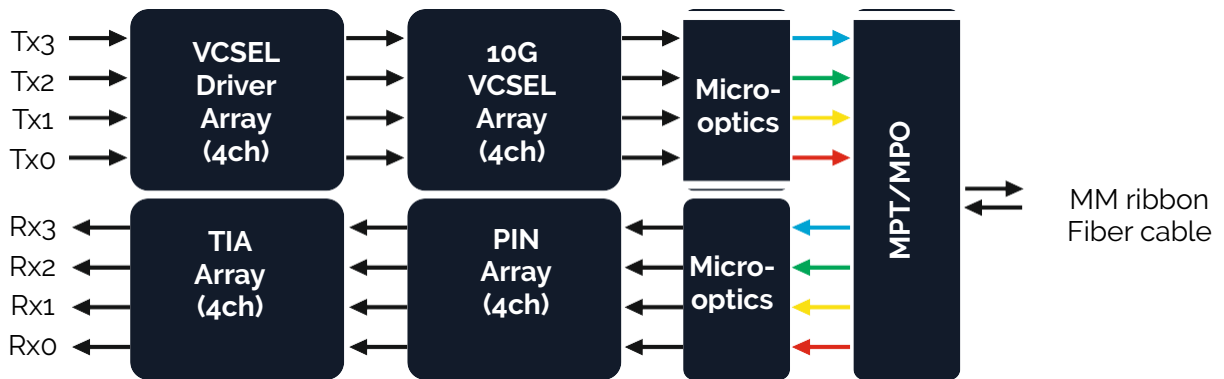 Tx3
Tx2
Tx1
Tx0
VCSEL
Driver
Array
(4ch)
10G
VCSEL
Array
(4ch)
Micro-
optics
MPT/MPO
MM ribbon
Fiber cable
Rx3
Rx2
Rx1
Rx0
TIA
Array
(4ch)
PIN
Array
(4ch)
Micro-
optics